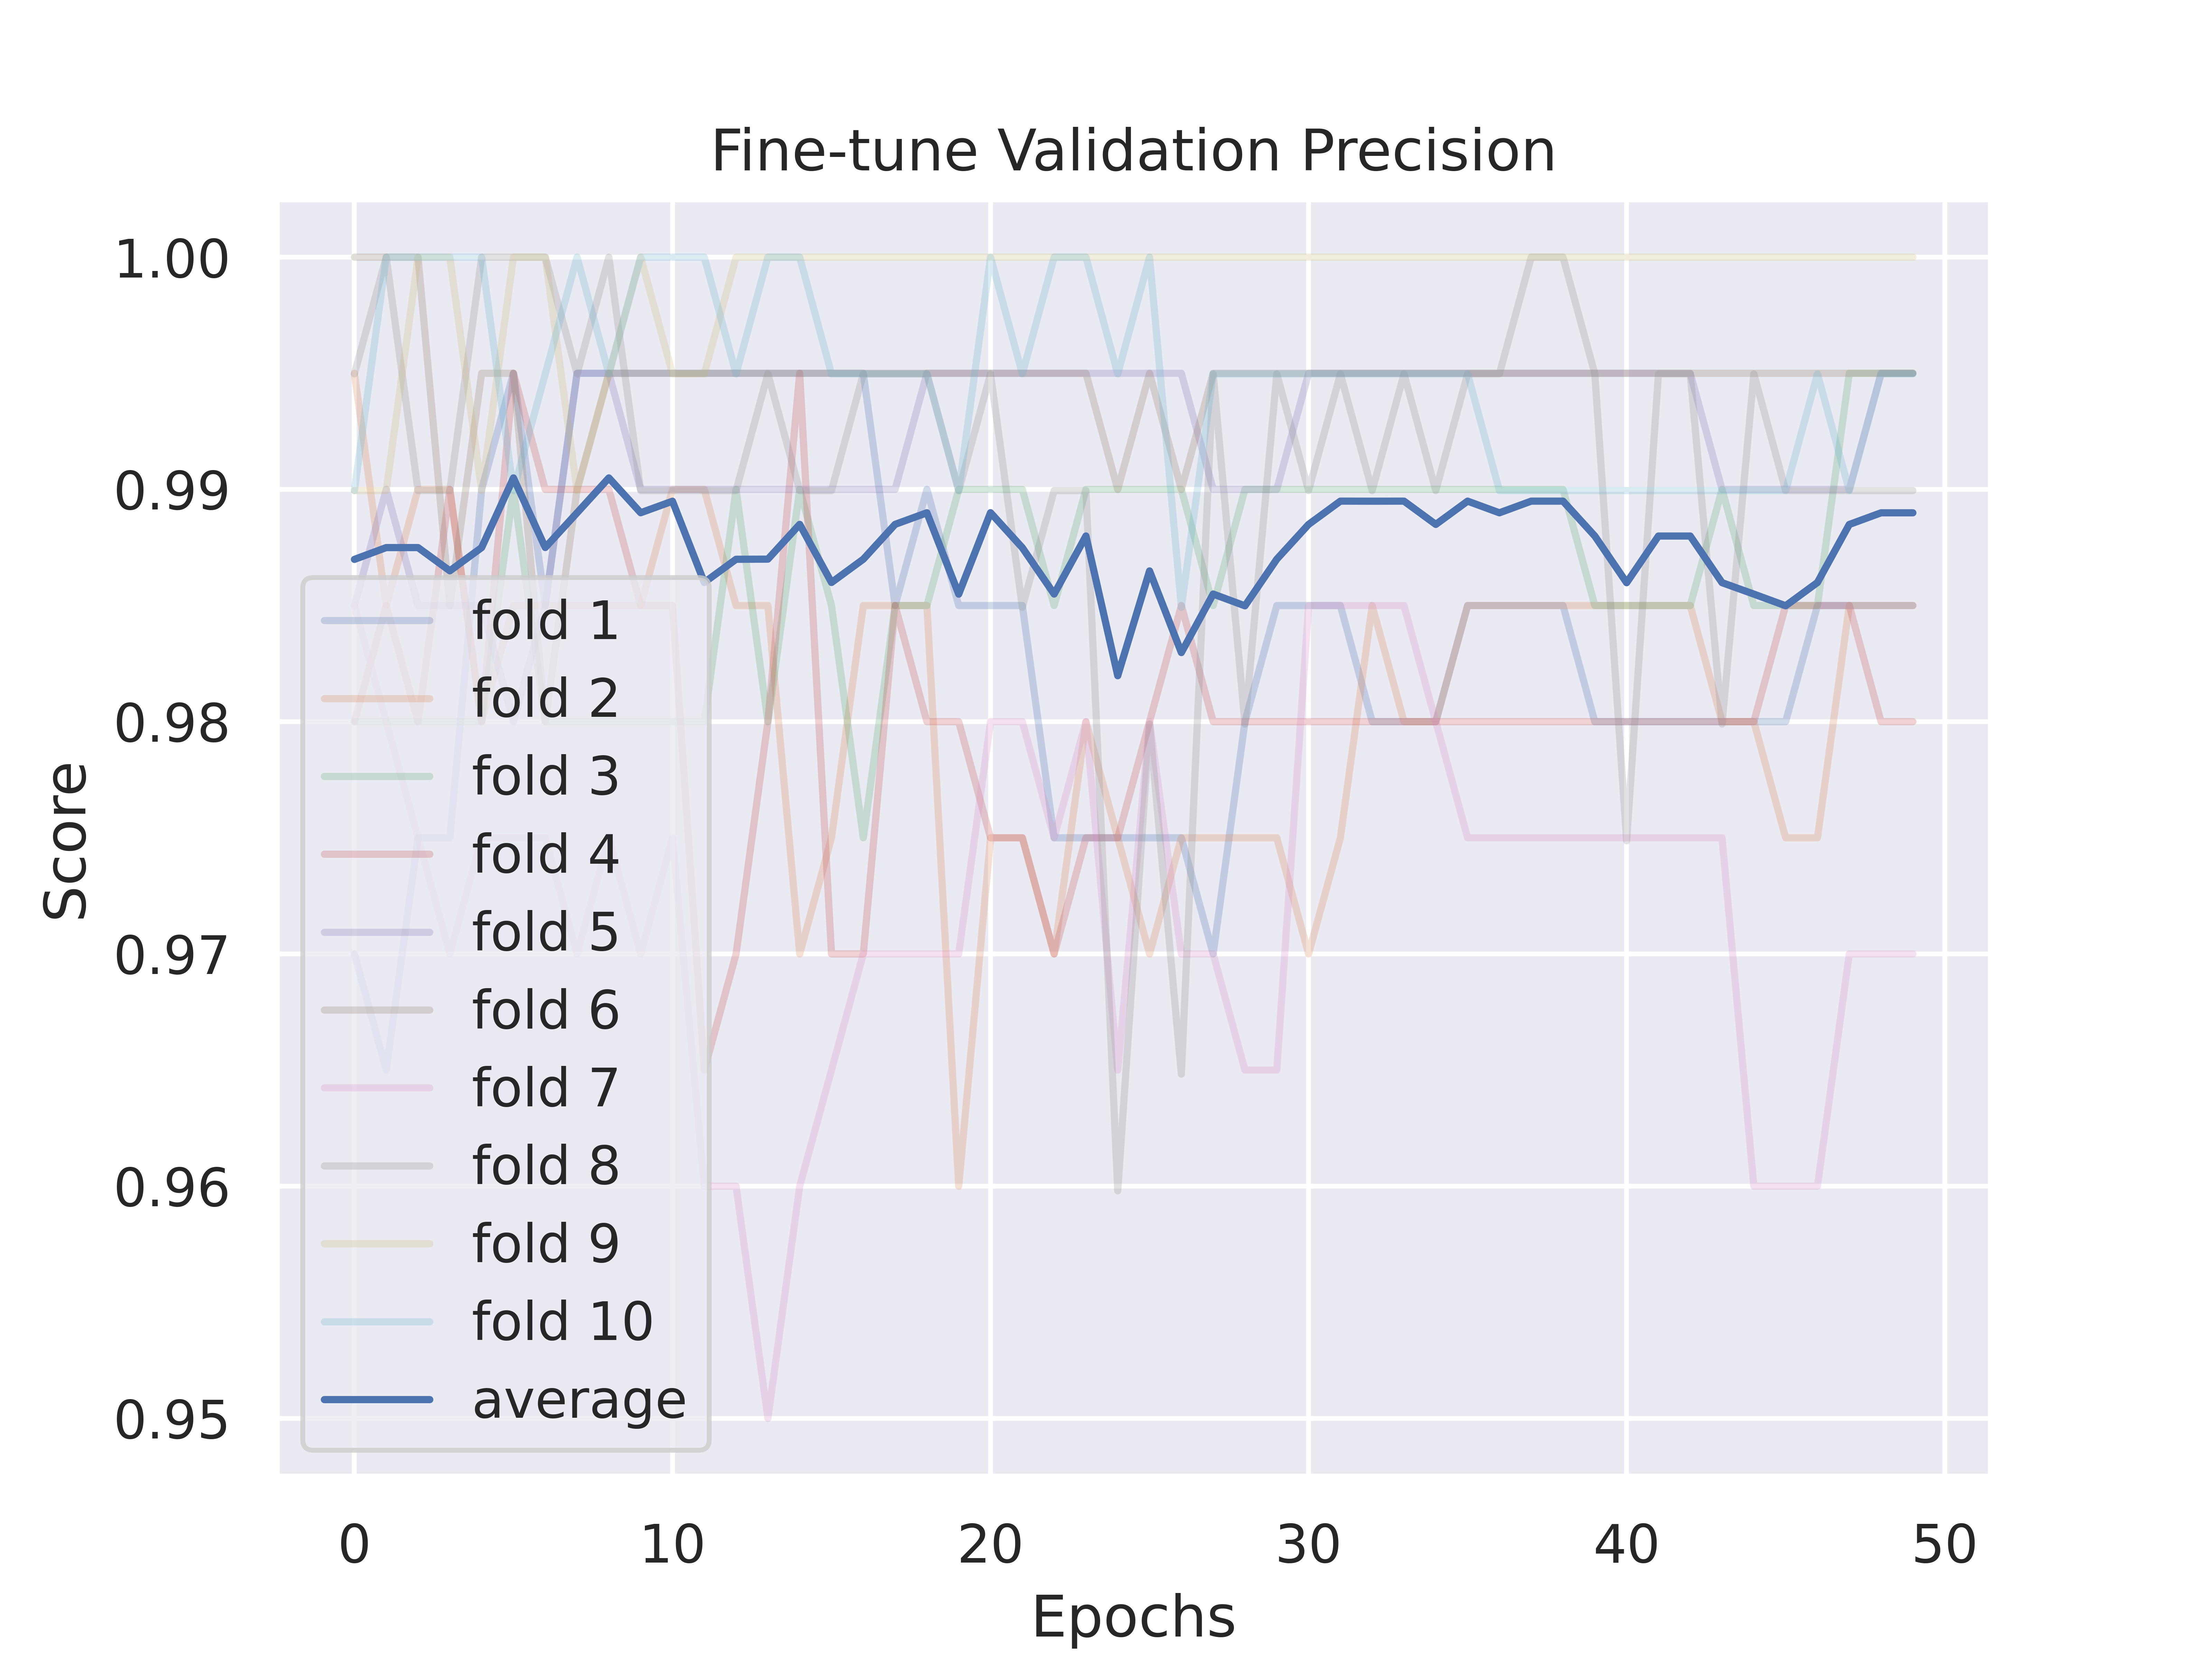 Fine-tune Validation Precision
1.00
0.99
0.98
0.97
0.96
0.95
Score
fold 1
fold 2
fold 3
fold 4
fold 5
fold 6
fold 7
fold 8
fold 9
fold 10
average
0 10 20 30 40 50
Epochs